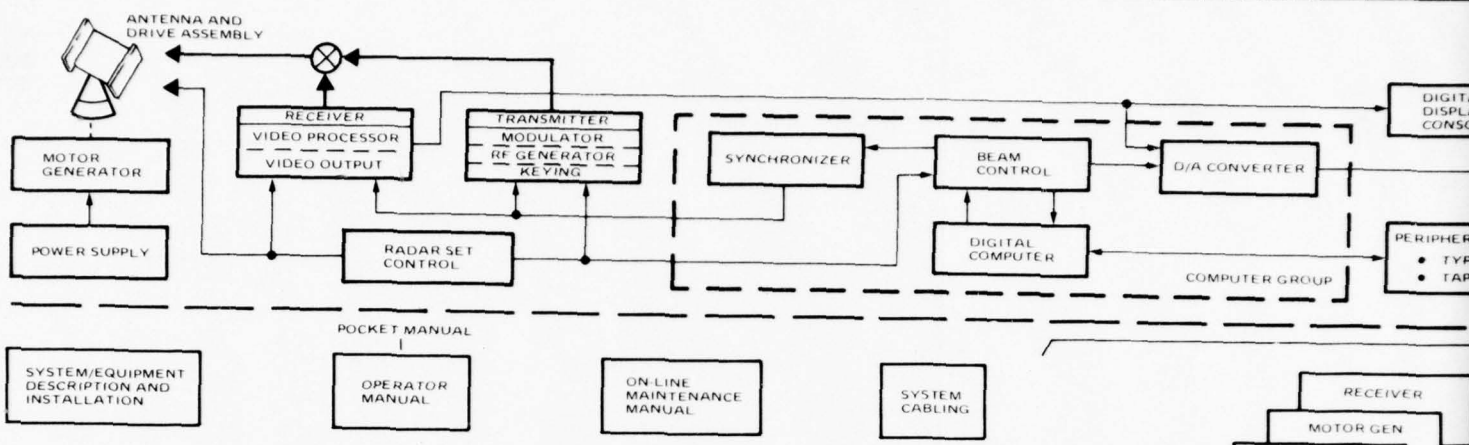 ANTENNA AND
DRIVE ASSEMBLY
RECEIVER
VIDEO PROCESSOR
VIDEO OUTPUT
TRANSMITTER
MODULATOR
RF GENERATOR
KEYING
MOTOR
GENERATOR
POWER SUPPLY
RADAR SET
CONTROL
SYNCHRONIZER
BEAM
CONTROL
DIGITAL
COMPUTER
D/A CONVERTER
COMPUTER GROUP
POCKET MANUAL
SYSTEM/EQUIPMENT
DESCRIPTION AND
INSTALLATION
OPERATOR
MANUAL
ON-LINE
MAINTENANCE
MANUAL
SYSTEM
CABLING
RECEIVER
MOTOR GEN